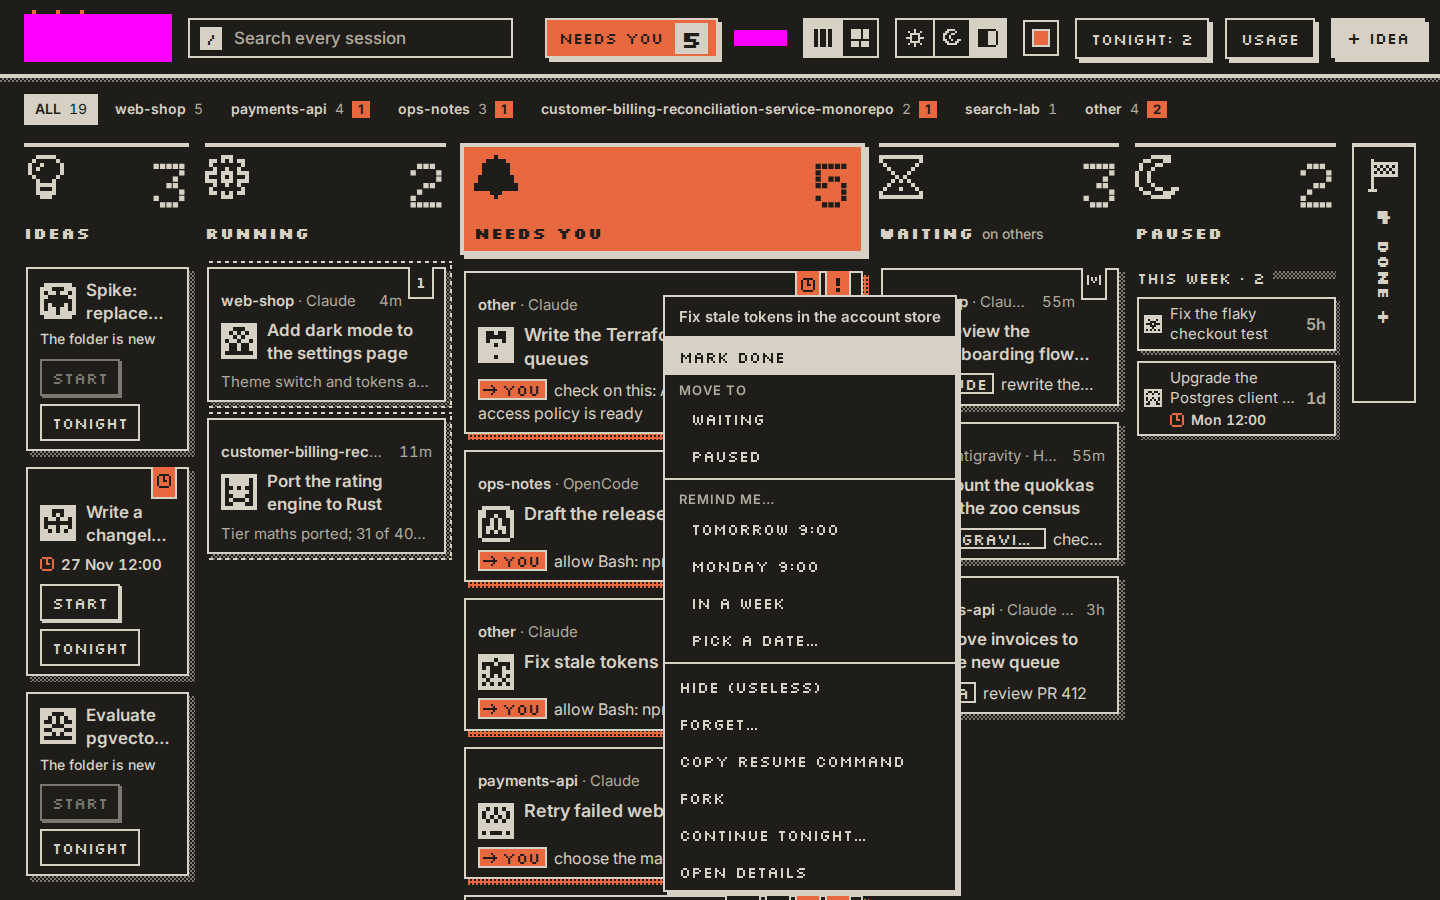 / Search every session
NEEDS YOU 5
TONIGHT: 2
USAGE
+ IDEA
ALL 19
web-shop 5
payments-api 4 1
ops-notes 3 1
customer-billing-reconciliation-service-monorepo 2 1
search-lab 1
other 4 2
3
IDEAS
2
RUNNING
5
NEEDS YOU
3
WAITING on others
2
PAUSED
4 DONE +
Spike:
replace...
The folder is new
START
TONIGHT
Write a
changel...
27 Nov 12:00
START
TONIGHT
Evaluate
pgvecto...
The folder is new
START
TONIGHT
1
web-shop · Claude 4m
Add dark mode to
the settings page
Theme switch and tokens a...
customer-billing-rec... 11m
Port the rating
engine to Rust
Tier maths ported; 31 of 40...
!
other · Claude
Write the Terrafo
queues
→ YOU check on this:
access policy is ready
ops-notes · OpenCode
Draft the release
→ YOU allow Bash: np
other · Claude
Fix stale tokens
→ YOU allow Bash: np
payments-api · Claude
Retry failed web
→ YOU choose the ma
Fix stale tokens in the account store
MARK DONE
MOVE TO
WAITING
PAUSED
REMIND ME...
TOMORROW 9:00
MONDAY 9:00
IN A WEEK
PICK A DATE...
HIDE (USELESS)
FORGET...
COPY RESUME COMMAND
FORK
CONTINUE TONIGHT...
OPEN DETAILS
p · Clau... 55m
view the
boarding flow...
DE rewrite the...
ntigravity · H... 55m
ount the quokkas
the zoo census
GRAVI... chec...
s-api · Claude ... 3h
ove invoices to
e new queue
A review PR 412
THIS WEEK · 2
Fix the flaky
checkout test
5h
Upgrade the
Postgres client ...
1d
Mon 12:00